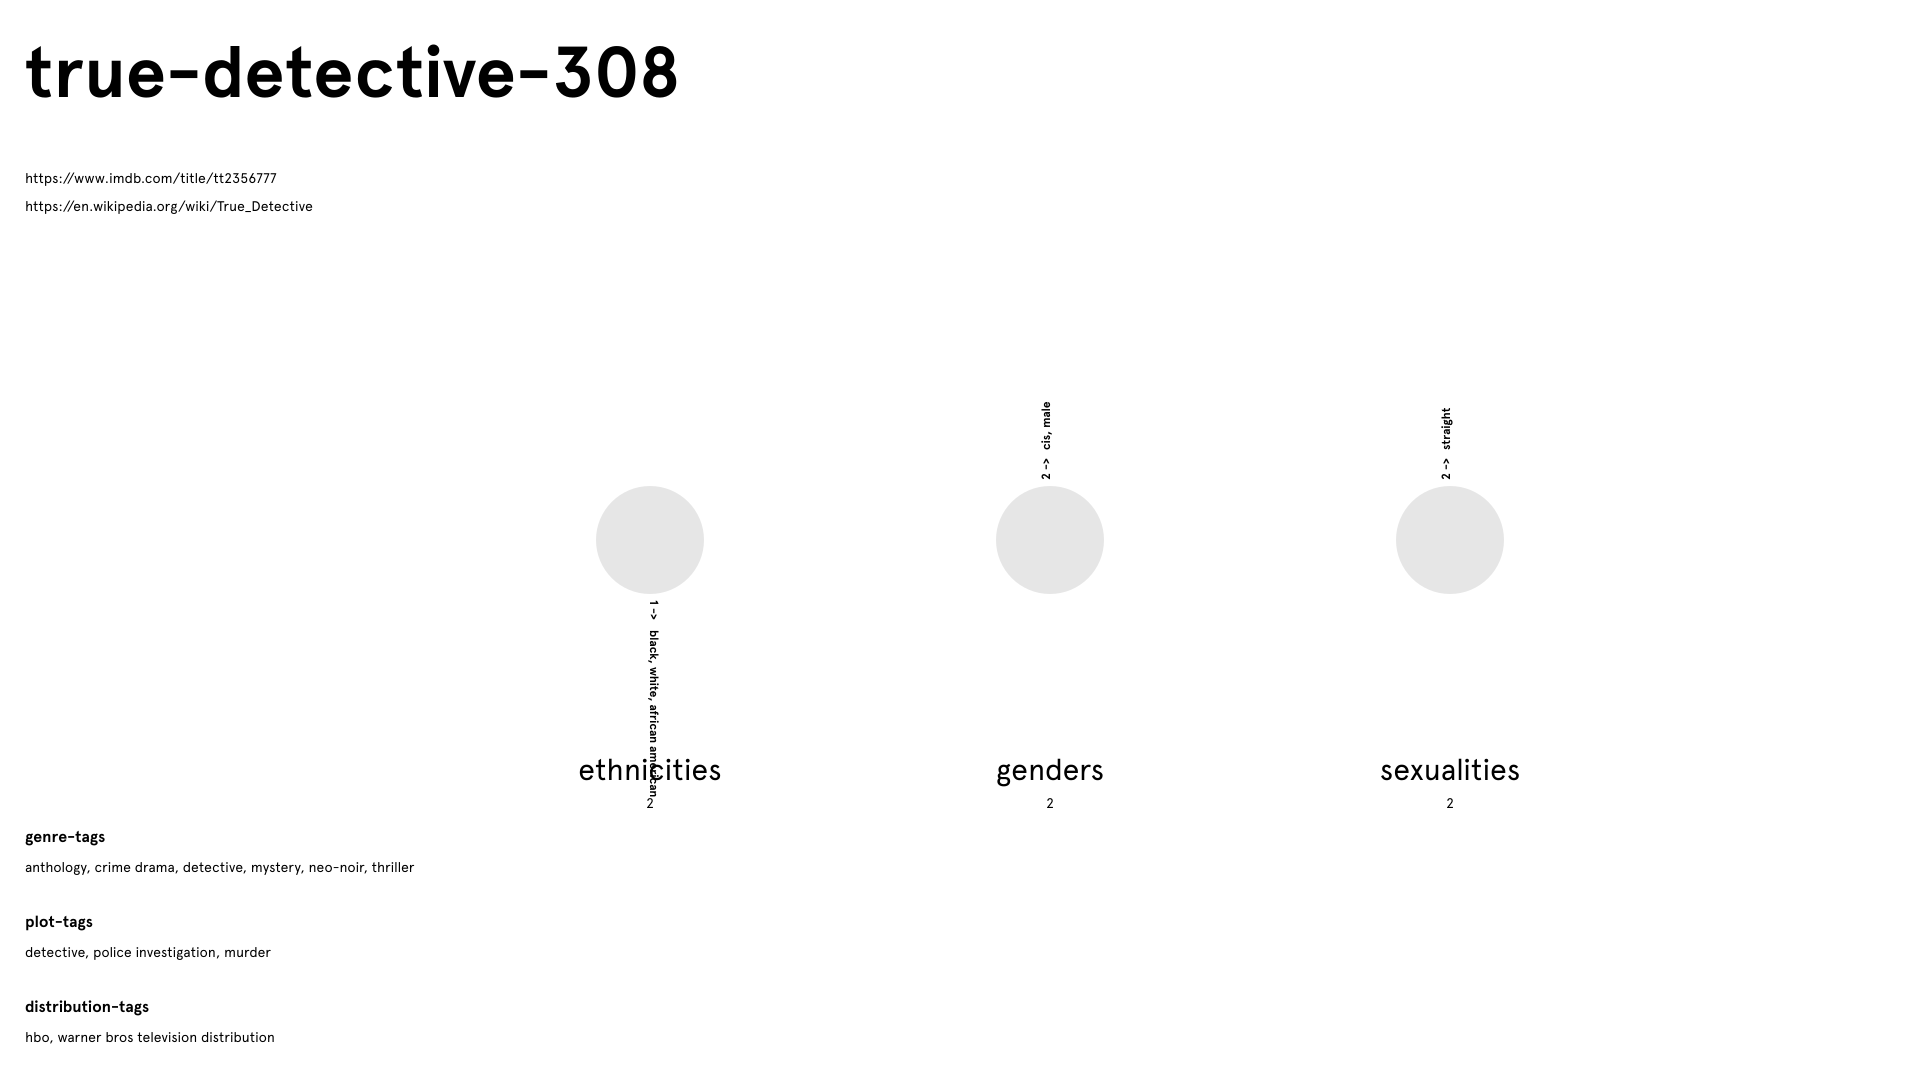 true-detective-308
https://www.imdb.com/title/tt2356777
https://en.wikipedia.org/wiki/True_Detective
2 -> cis, male
2 -> straight
1 -> black, white, african american
ethnicities
2
genders
2
sexualities
2
genre-tags
anthology, crime drama, detective, mystery, neo-noir, thriller
plot-tags
detective, police investigation, murder
distribution-tags
hbo, warner bros television distribution